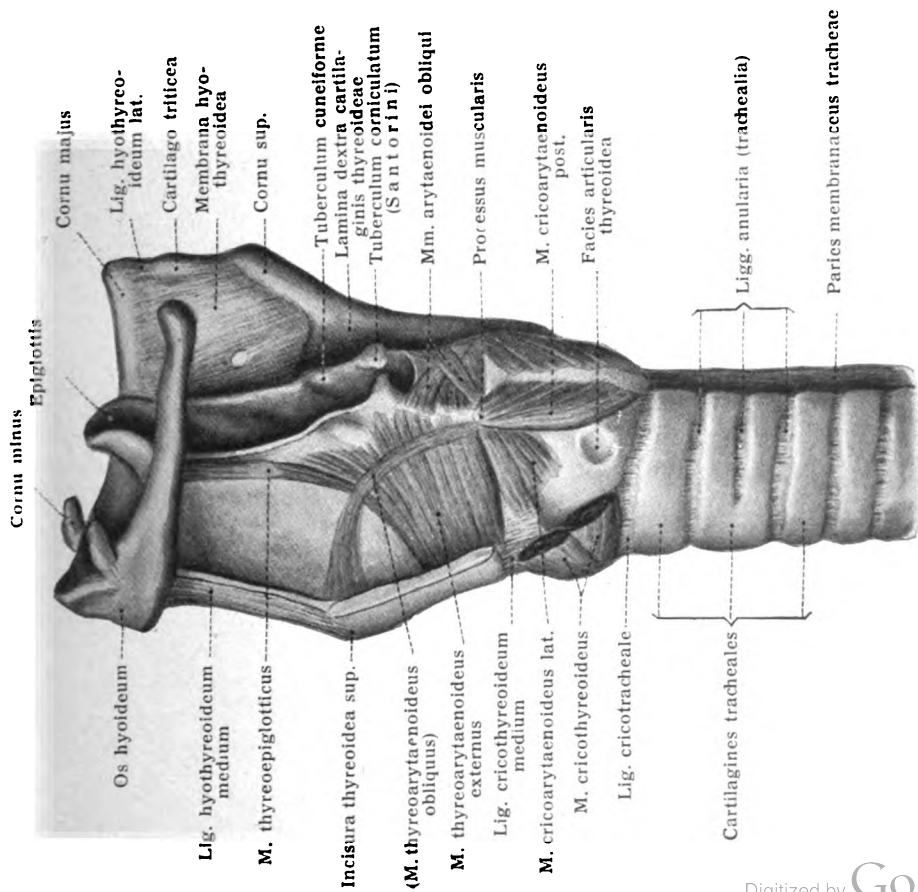 Cornu minus
Epiglottis
Cornu majus
Lig. hyothyreo-
ideum lat.
Cartilago triticea
Membrana hyo-
thyreoidea
Cornu sup.
Tuberculum cuneiforme
Lamina dextra cartila-
ginis thyreoideae
Tuberculum corniculatum
(Santorini)
Mm. arytaenoidei obliqui
Processus muscularis
M. cricoarytaenoideus
post.
Facies articularis
thyreoidea
Ligg. anularia (trachealia)
Paries membranaceus tracheae
Os hyoideum
Lig. hyothyreoideum
medium
M. thyreoepiglotticus
Incisura thyreoidea sup.
(M. thyreoarytaenoideus
obliquus)
M. thyreoarytaenoideus
externus
Lig. cricothyreoideum
medium
M. cricoarytaenoideus lat.
M. cricothyreoideus
Lig. cricotracheale
Cartilagines tracheales
Digitized by Go